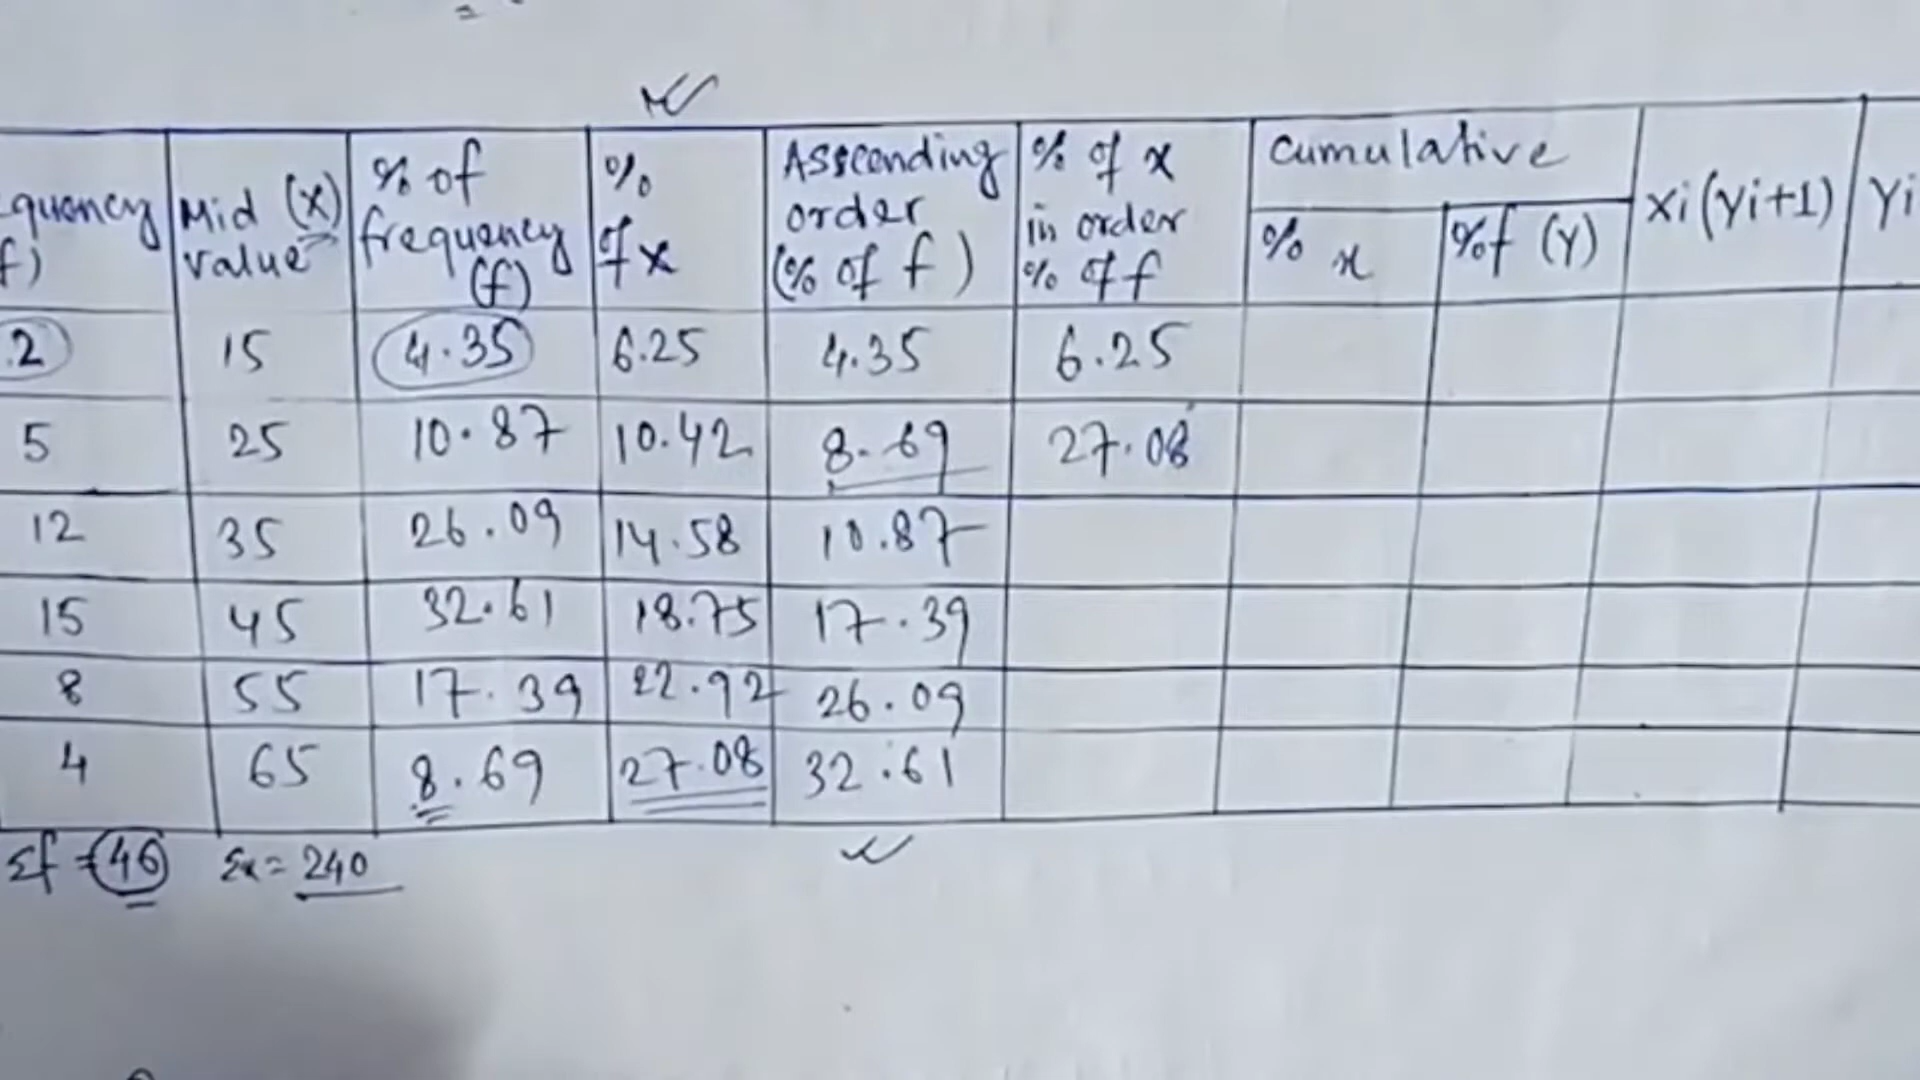 quency f) | Mid (x) value | % of frequency (f) | % of x | Asscending order (% of f) | % of x in order % of f | Cumulative % x | %f (Y) | xi (yi+1) | Yi
2 | 15 | 4.35 | 6.25 | 4.35 | 6.25
5 | 25 | 10.87 | 10.42 | 8.69 | 27.08
12 | 35 | 26.09 | 14.58 | 10.87
15 | 45 | 32.61 | 18.75 | 17.39
8 | 55 | 17.39 | 22.92 | 26.09
4 | 65 | 8.69 | 27.08 | 32.61
Σf = 46 Σx = 240